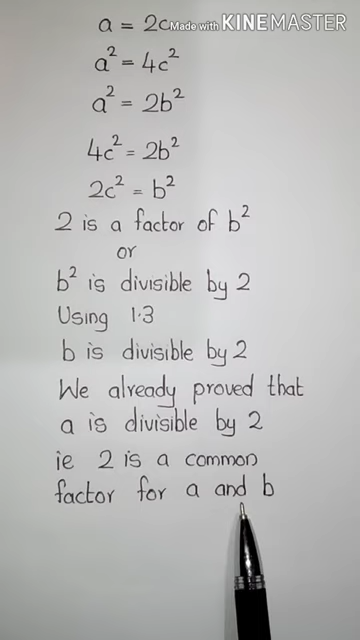 a = 2c
Made with KINEMASTER
a² = 4c²
a² = 2b²
4c² = 2b²
2c² = b²
2 is a factor of b²
or
b² is divisible by 2
Using 1.3
b is divisible by 2
We already proved that
a is divisible by 2
ie 2 is a common
factor for a and b